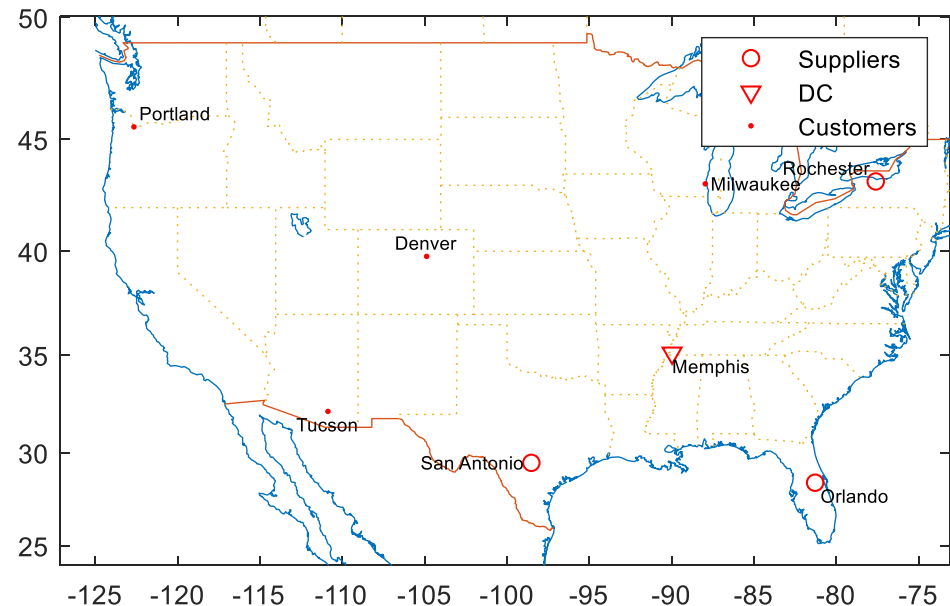 50
45
40
35
30
25
Suppliers
DC
Customers
Portland
Rochester
Milwaukee
Denver
Memphis
Tucson
San Antonio
Orlando
-125 -120 -115 -110 -105 -100 -95 -90 -85 -80 -75